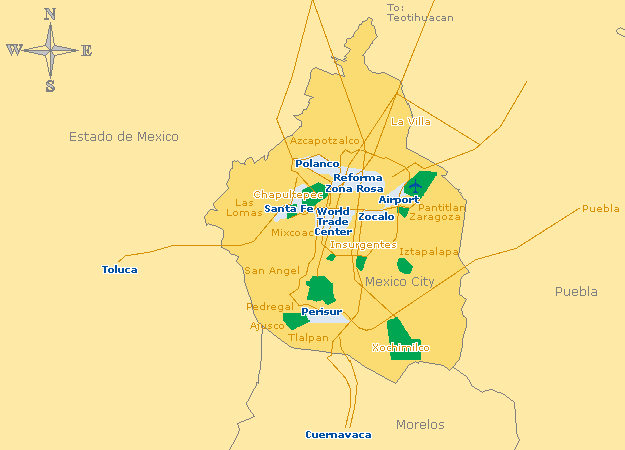 To:
Teotihuacan
N
W E
S
La Villa
Estado de Mexico
Azcapotzalco
Polanco
Reforma
Zona Rosa
Chapultepec
Airport
Las
Lomas
Santa Fe
World
Trade
Center
Zocalo
Pantitlan
Zaragoza
Puebla
Mixcoac
Insurgentes
Iztapalapa
Toluca
San Angel
Mexico City
Puebla
Pedregal
Perisur
Ajusco
Tlalpan
Xochimilco
Morelos
Cuernavaca